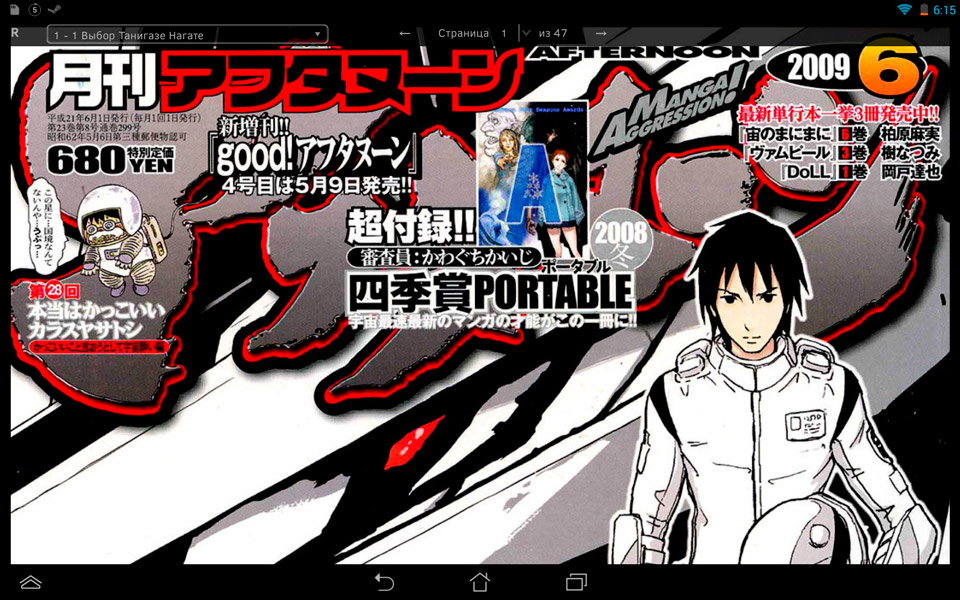 5
6:15
R
1 - 1 Выбор Танигазе Нагате
← Страница 1 из 47 →
AFTERNOON
月刊アフタヌーン
2009 6
MANGA! AGGRESSION!
平成21年6月1日発行(毎月1回1日発行)
第23巻第8号通巻299号
昭和62年5月6日第三種郵便物認可
680 特別定価 YEN
新増刊!!
「good!アフタヌーン」
4号目は5月9日発売!!
最新単行本一挙3冊発売中!!
『宙のまにまに』6巻 柏原麻実
『ヴァムピール』3巻 樹なつみ
『DoLL』1巻 岡戸達也
Four Seasons Awards
A
この星に…国境なんて
ないんや…うぷっ…
超付録!!
2008
冬
審査員:かわぐちかいじ
ポータブル
四季賞PORTABLE
宇宙最速最新のマンガの才能がこの一冊に!!
第28回
本当はかっこいい
カラスヤサトシ